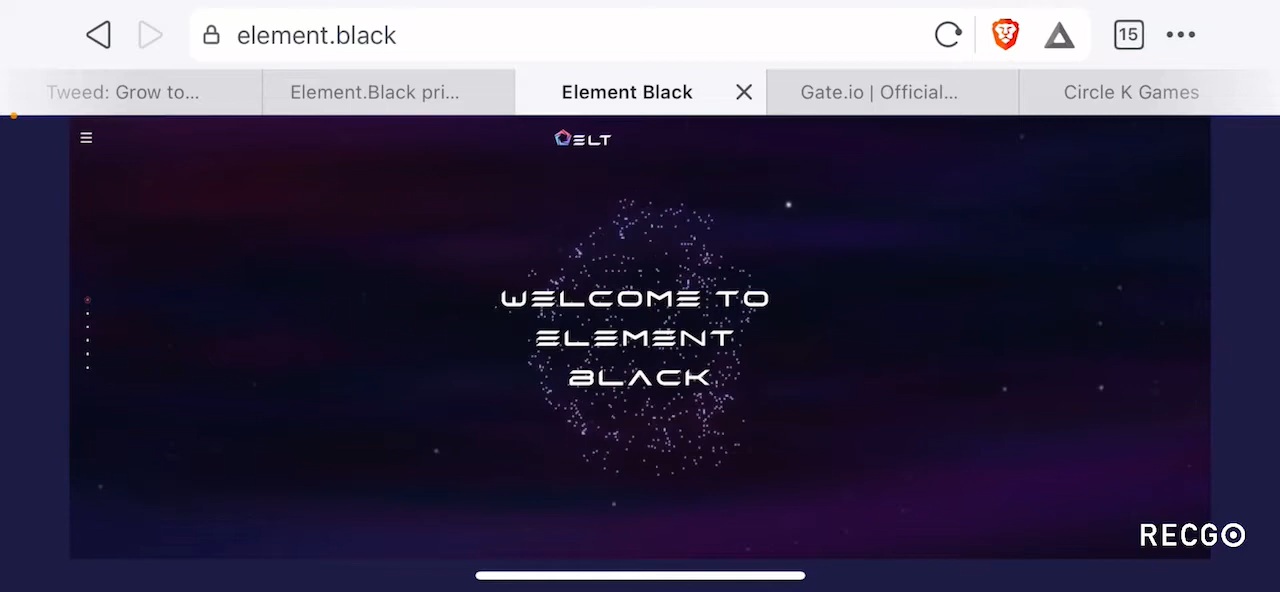 element.black
15
Tweed: Grow to...
Element.Black pri...
Element Black
Gate.io | Official...
Circle K Games
ELT
WELCOME TO
ELEMENT
BLACK
RECGO